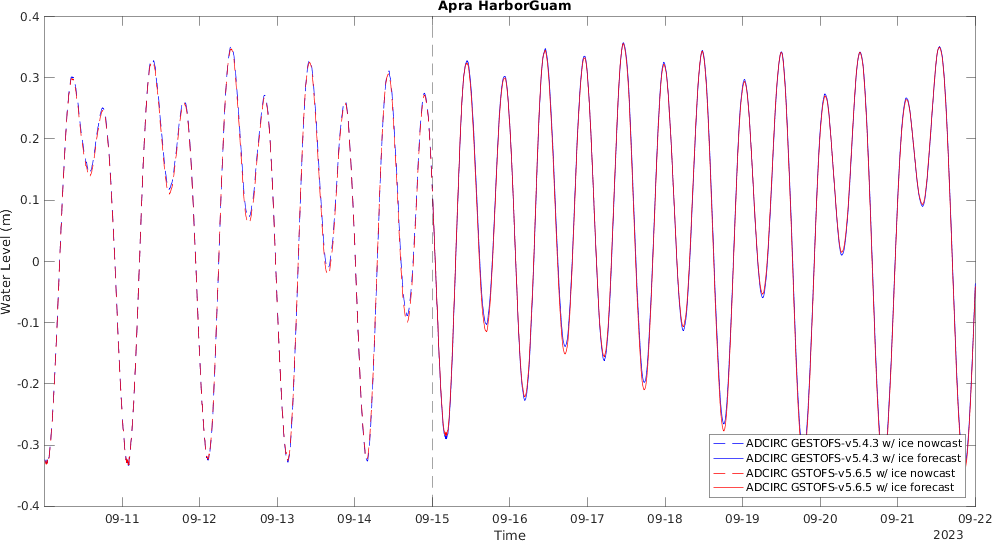 Apra HarborGuam
0.4
0.3
0.2
0.1
0
-0.1
-0.2
-0.3
-0.4
Water Level (m)
ADCIRC GESTOFS-v5.4.3 w/ ice nowcast
ADCIRC GESTOFS-v5.4.3 w/ ice forecast
ADCIRC GSTOFS-v5.6.5 w/ ice nowcast
ADCIRC GSTOFS-v5.6.5 w/ ice forecast
09-11 09-12 09-13 09-14 09-15 09-16 09-17 09-18 09-19 09-20 09-21 09-22
Time
2023